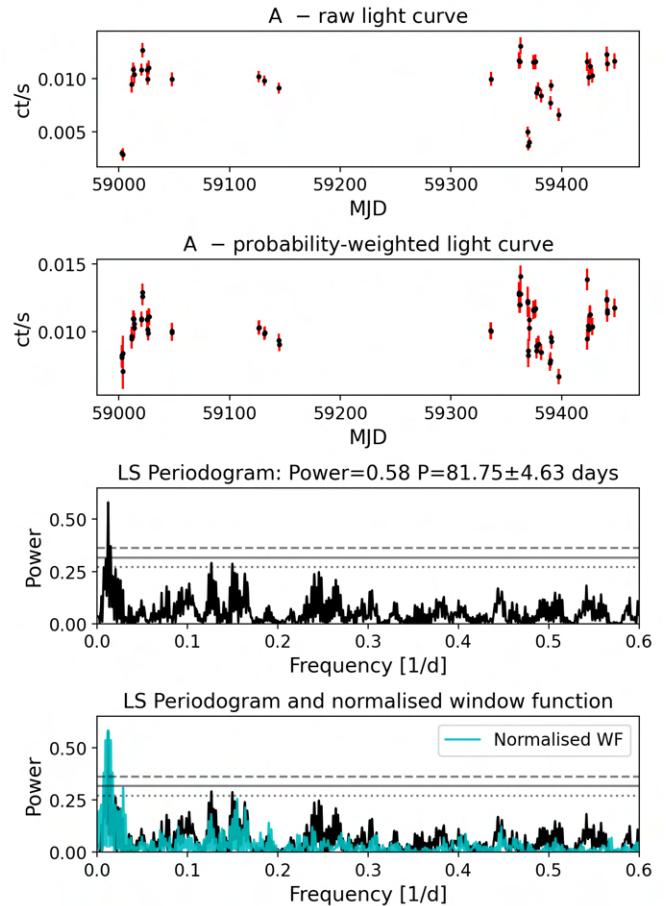 A – raw light curve
0.010
0.005
ct/s
59000 59100 59200 59300 59400
MJD
A – probability-weighted light curve
0.015
0.010
ct/s
59000 59100 59200 59300 59400
MJD
LS Periodogram: Power=0.58 P=81.75±4.63 days
0.50
0.25
0.00
Power
0.0 0.1 0.2 0.3 0.4 0.5 0.6
Frequency [1/d]
LS Periodogram and normalised window function
Normalised WF
0.50
0.25
0.00
Power
0.0 0.1 0.2 0.3 0.4 0.5 0.6
Frequency [1/d]